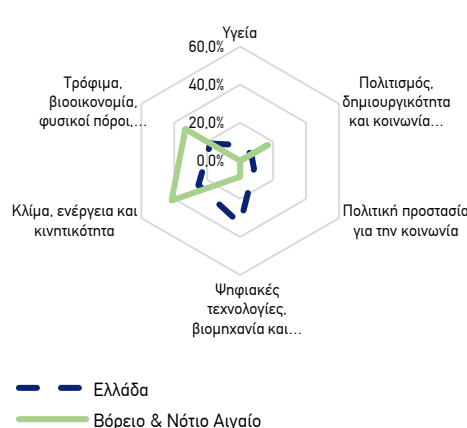 Υγεία
60,0%
40,0%
20,0%
0,0%
Πολιτισμός,
δημιουργικότητα
και κοινωνία...
Πολιτική προστασία
για την κοινωνία
Ψηφιακές
τεχνολογίες,
βιομηχανία και...
Κλίμα, ενέργεια και
κινητικότητα
Τρόφιμα,
βιοοικονομία,
φυσικοί πόροι,...
Ελλάδα
Βόρειο & Νότιο Αιγαίο